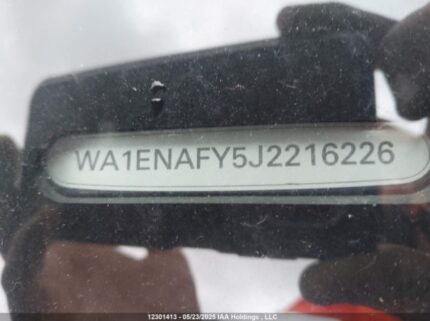 WA1ENAFY5J2216226
12301413 - 05/23/2025 IAA Holdings , LLC